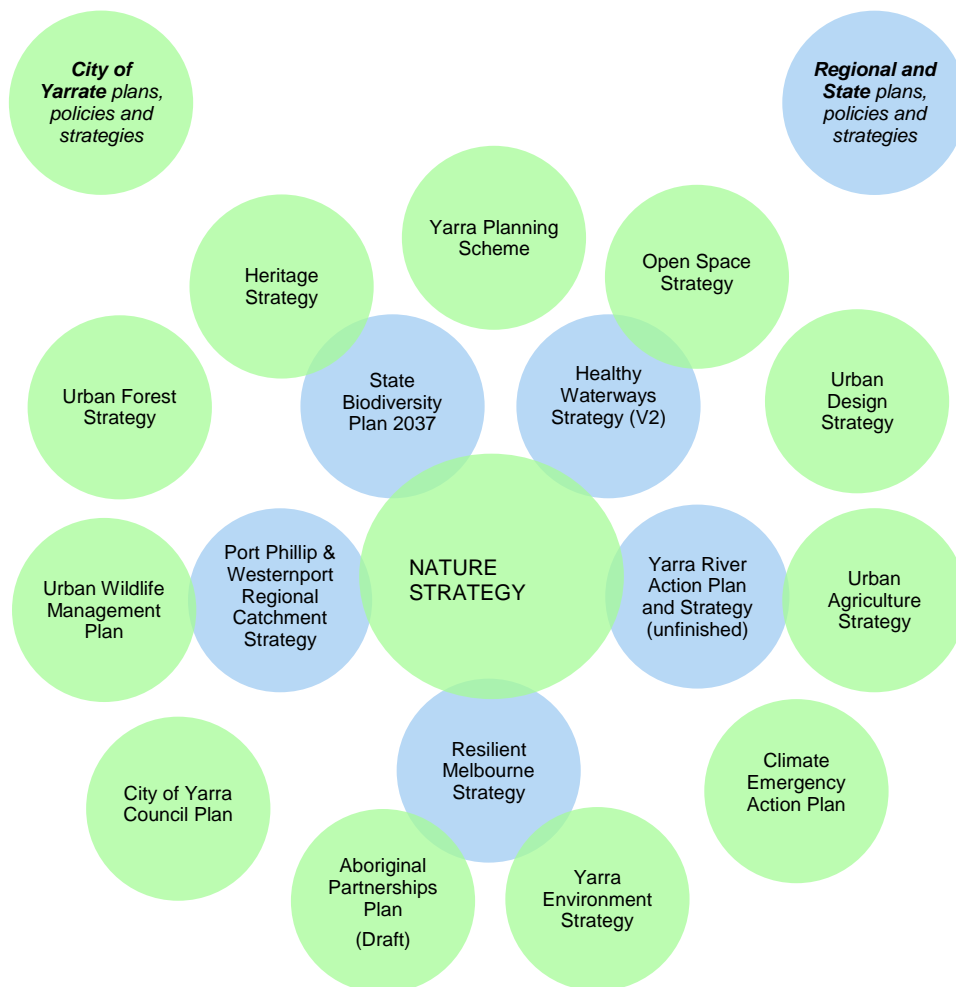 City of
Yarrate plans,
policies and
strategies
Regional and
State plans,
policies and
strategies
Yarra Planning
Scheme
Heritage
Strategy
Open Space
Strategy
State
Biodiversity
Plan 2037
Healthy
Waterways
Strategy (V2)
Urban Forest
Strategy
Urban
Design
Strategy
Port Phillip &
Westernport
Regional
Catchment
Strategy
NATURE
STRATEGY
Yarra River
Action Plan
and Strategy
(unfinished)
Urban Wildlife
Management
Plan
Urban
Agriculture
Strategy
Resilient
Melbourne
Strategy
City of Yarra
Council Plan
Climate
Emergency
Action Plan
Aboriginal
Partnerships
Plan
(Draft)
Yarra
Environment
Strategy